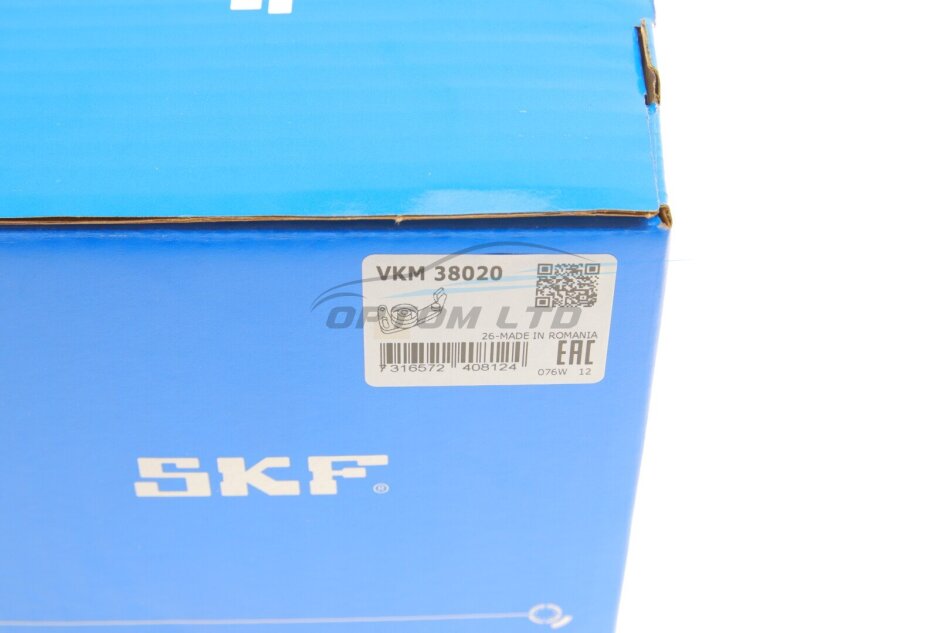 VKM 38020
OPTOM LTD
26-MADE IN ROMANIA
EAC
7 316572 408124
076W 12
SKF®